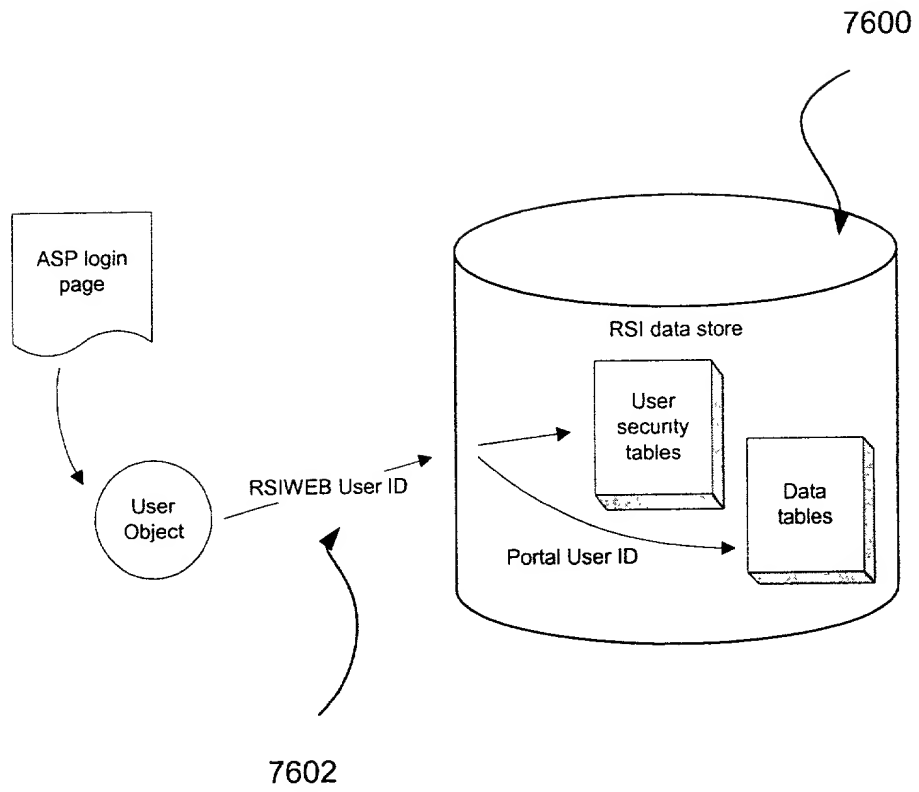 7600
ASP login
page
RSI data store
User
security
tables
Data
tables
RSIWEB User ID
User
Object
Portal User ID
7602